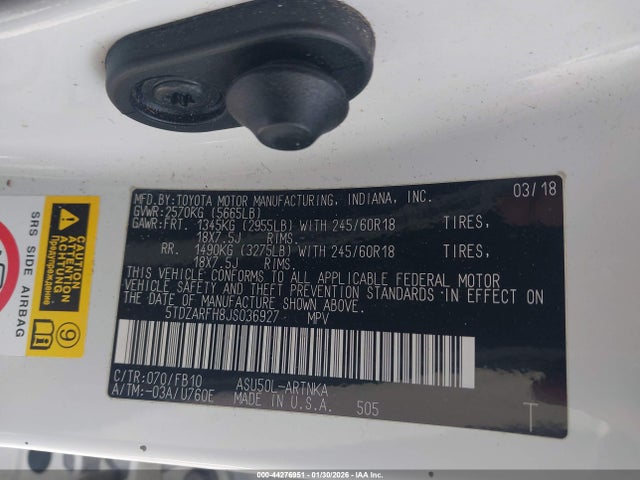 MFD.BY:TOYOTA MOTOR MANUFACTURING, INDIANA, INC. 03/18
GVWR:2570KG (5665LB)
GAWR:FRT. 1345KG (2955LB) WITH 245/60R18 TIRES,
18X7.5J RIMS.
RR. 1490KG (3275LB) WITH 245/60R18 TIRES,
18X7.5J RIMS.
THIS VEHICLE CONFORMS TO ALL APPLICABLE FEDERAL MOTOR
VEHICLE SAFETY AND THEFT PREVENTION STANDARDS IN EFFECT ON
THE DATE OF MANUFACTURE SHOWN ABOVE.
5TDZARFH8JS036927 MPV
C/TR:070/FB10 ASU50L-ARTNKA
A/TM:-03A/U760E MADE IN U.S.A. 505 T
SRS SIDE AIRBAG
CAUTION
ATTENTION
ACHTUNG
Предупреждение
9
000-44276951 - 01/30/2026 - IAA Inc.